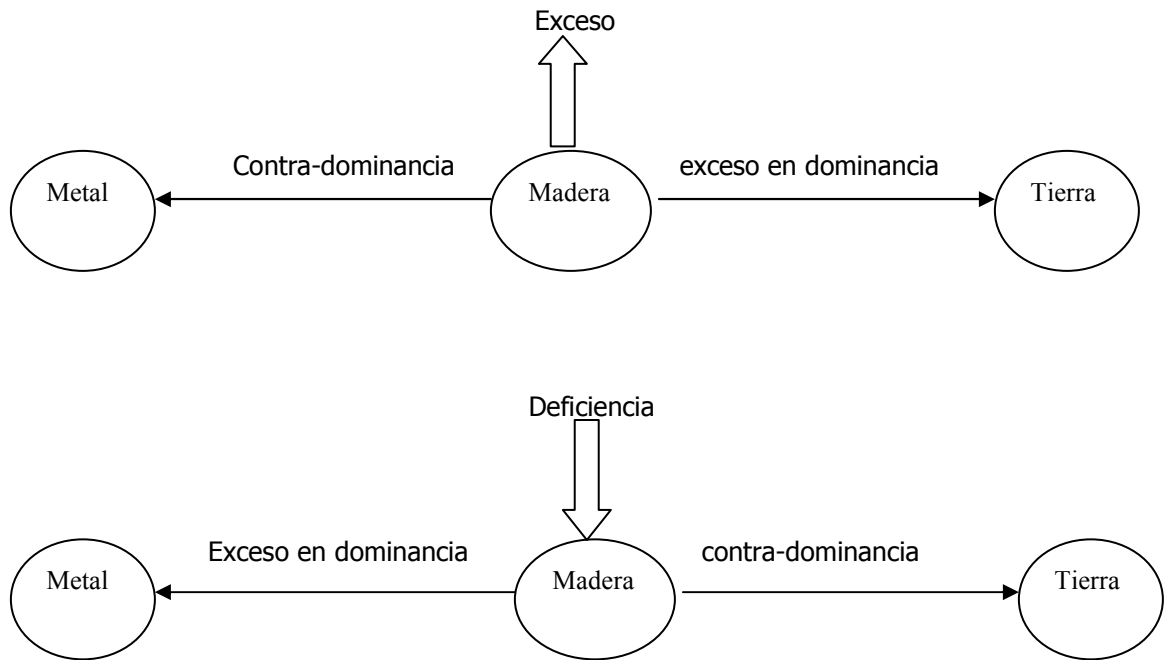 Exceso
Contra-dominancia
exceso en dominancia
Metal
Madera
Tierra
Deficiencia
Exceso en dominancia
contra-dominancia
Metal
Madera
Tierra